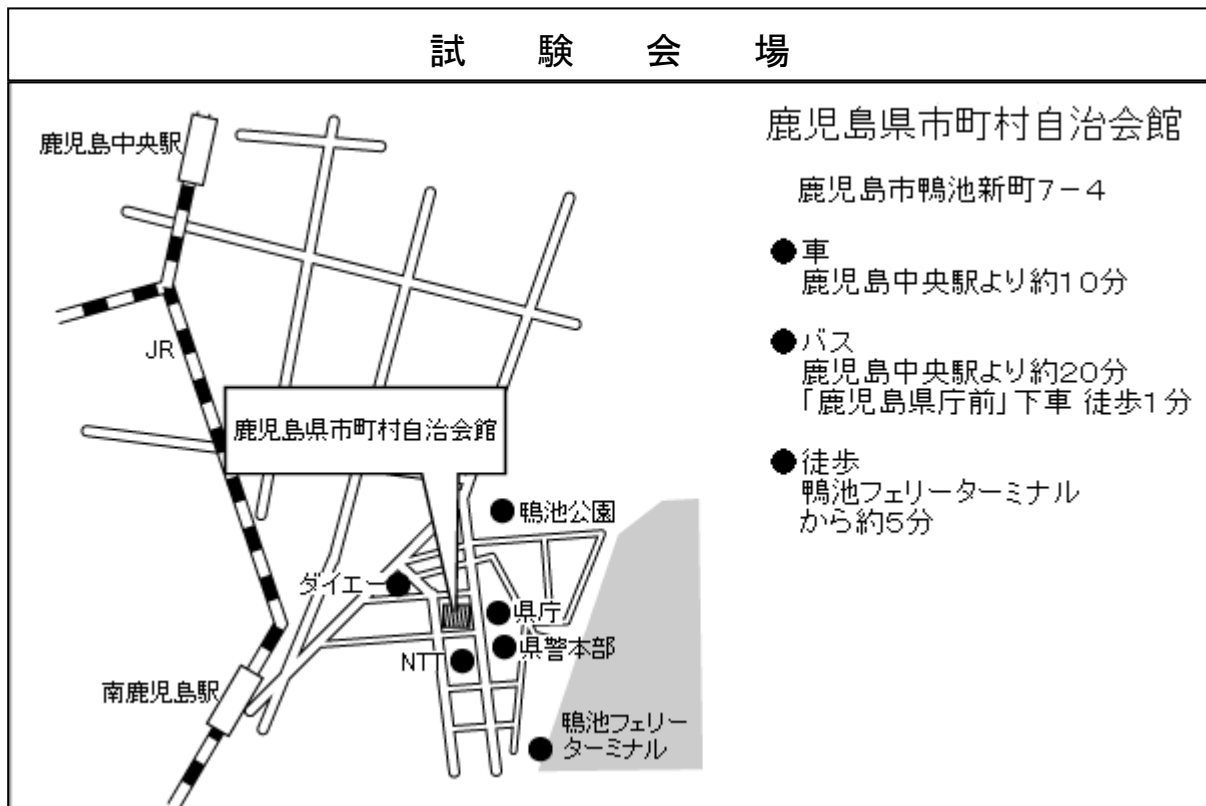 試験会場
鹿児島中央駅
JR
鹿児島県市町村自治会館
鴨池公園
ダイエー
県庁
県警本部
NTT
南鹿児島駅
鴨池フェリー
ターミナル
鹿児島県市町村自治会館
鹿児島市鴨池新町7-4
●車
鹿児島中央駅より約10分
●バス
鹿児島中央駅より約20分
「鹿児島県庁前」下車 徒歩1分
●徒歩
鴨池フェリーターミナル
から約5分